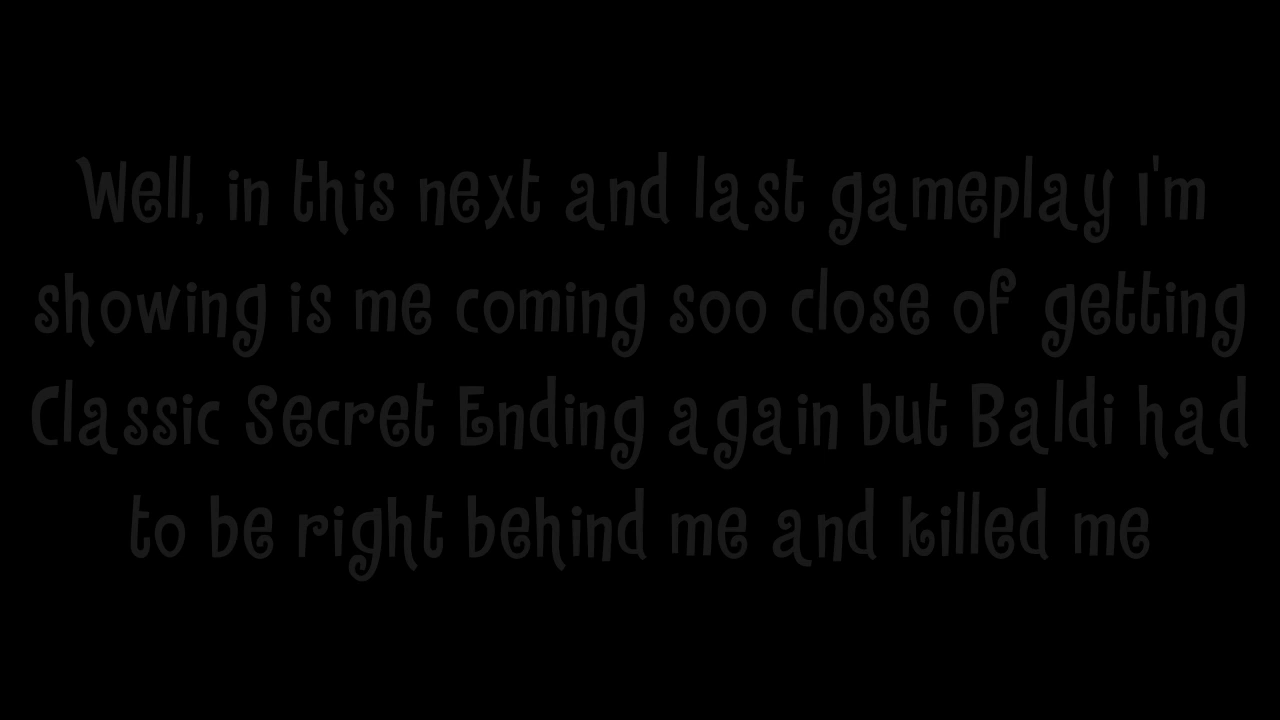 Well, in this next and last gameplay I'm
showing is me coming soo close of getting
Classic Secret Ending again but Baldi had
to be right behind me and killed me